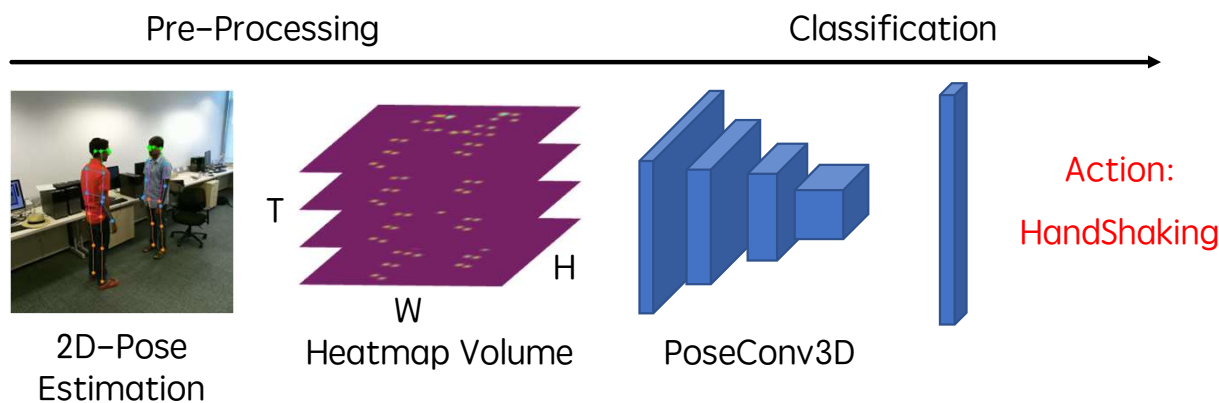 Pre-Processing
Classification
T
H
W
Action:
HandShaking
2D-Pose
Estimation
Heatmap Volume
PoseConv3D